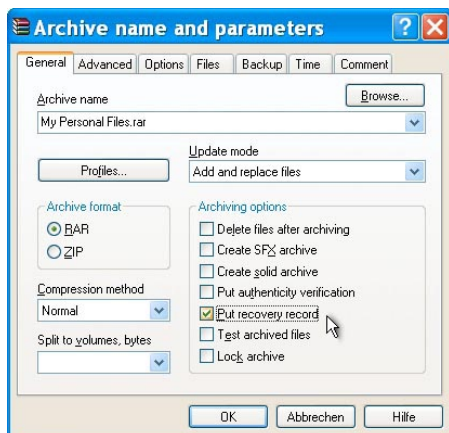 Archive name and parameters
General Advanced Options Files Backup Time Comment
Archive name
Browse...
My Personal Files.rar
Update mode
Profiles...
Add and replace files
Archive format
Archiving options
RAR
Delete files after archiving
ZIP
Create SFX archive
Create solid archive
Compression method
Put authenticity verification
Normal
Put recovery record
Split to volumes, bytes
Test archived files
Lock archive
OK Abbrechen Hilfe